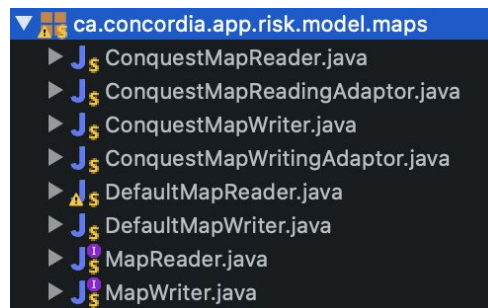 ca.concordia.app.risk.model.maps
ConquestMapReader.java
ConquestMapReadingAdaptor.java
ConquestMapWriter.java
ConquestMapWritingAdaptor.java
DefaultMapReader.java
DefaultMapWriter.java
MapReader.java
MapWriter.java